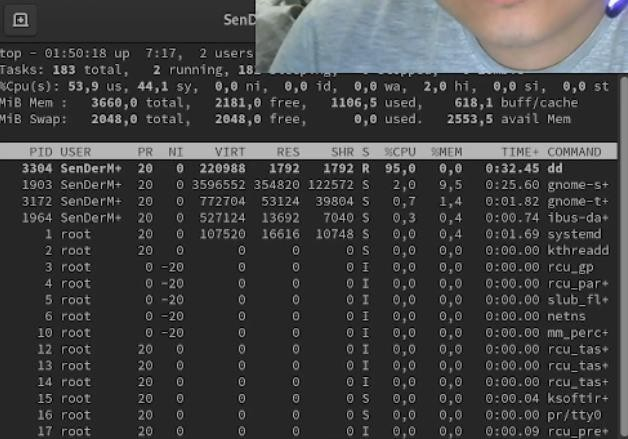 SenD
top - 01:50:18 up 7:17, 2 users
Tasks: 183 total, 2 running, 18
%Cpu(s): 53,9 us, 44,1 sy, 0,0 ni, 0,0 id, 0,0 wa, 2,0 hi, 0,0 si, 0,0 st
MiB Mem : 3660,0 total, 2181,0 free, 1106,5 used, 618,1 buff/cache
MiB Swap: 2048,0 total, 2048,0 free, 0,0 used. 2553,5 avail Mem
PID USER PR NI VIRT RES SHR S %CPU %MEM TIME+ COMMAND
3304 SenDerM+ 20 0 220988 1792 1792 R 95,0 0,0 0:32.45 dd
1903 SenDerM+ 20 0 3596552 354820 122572 S 2,0 9,5 0:25.60 gnome-s+
3172 SenDerM+ 20 0 772704 53124 39804 S 0,7 1,4 0:01.82 gnome-t+
1964 SenDerM+ 20 0 527124 13692 7040 S 0,3 0,4 0:00.74 ibus-da+
1 root 20 0 107520 16616 10748 S 0,0 0,4 0:01.69 systemd
2 root 20 0 0 0 0 S 0,0 0,0 0:00.00 kthreadd
3 root 0 -20 0 0 0 I 0,0 0,0 0:00.00 rcu_gp
4 root 0 -20 0 0 0 I 0,0 0,0 0:00.00 rcu_par+
5 root 0 -20 0 0 0 I 0,0 0,0 0:00.00 slub_fl+
6 root 0 -20 0 0 0 I 0,0 0,0 0:00.00 netns
10 root 0 -20 0 0 0 I 0,0 0,0 0:00.00 mm_perc+
12 root 20 0 0 0 0 I 0,0 0,0 0:00.00 rcu_tas+
13 root 20 0 0 0 0 I 0,0 0,0 0:00.00 rcu_tas+
14 root 20 0 0 0 0 I 0,0 0,0 0:00.00 rcu_tas+
15 root 20 0 0 0 0 S 0,0 0,0 0:00.04 ksoftir+
16 root 20 0 0 0 0 S 0,0 0,0 0:00.00 pr/tty0
17 root 20 0 0 0 0 I 0,0 0,0 0:00.09 rcu_pre+